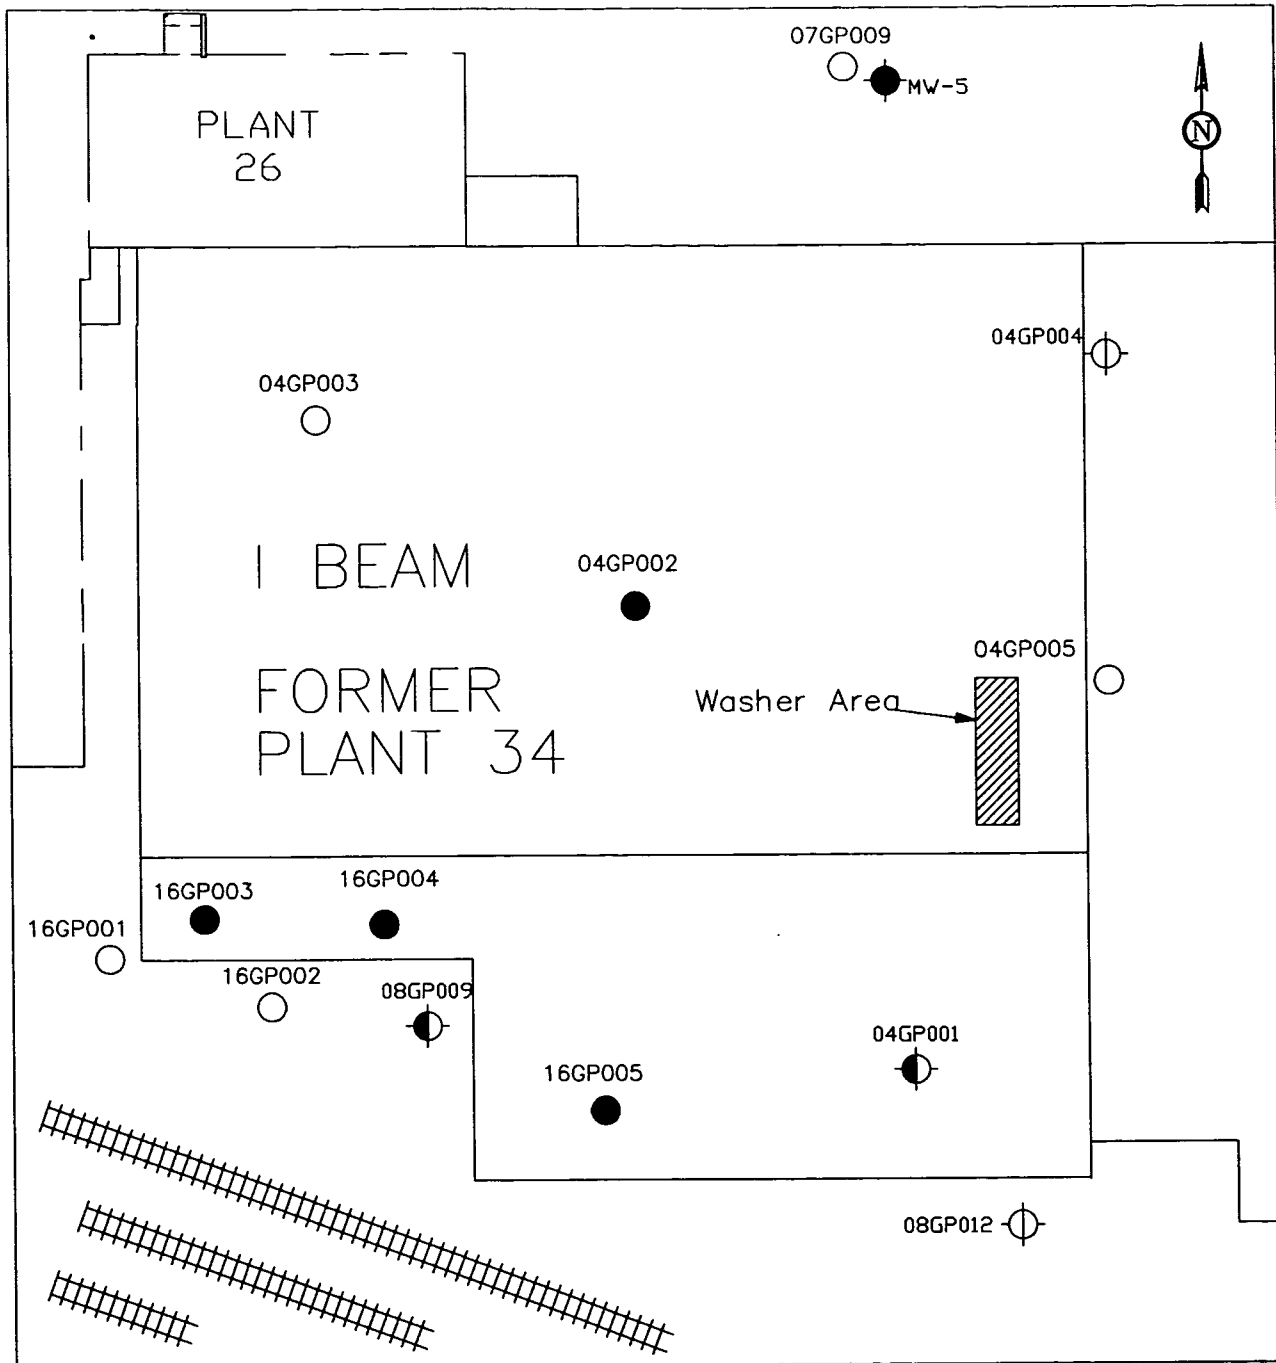 07GP009
MW-5
PLANT
26
N
04GP004
04GP003
I BEAM
04GP002
FORMER
PLANT 34
04GP005
Washer Area
16GP003
16GP004
16GP001
16GP002
08GP009
04GP001
16GP005
08GP012